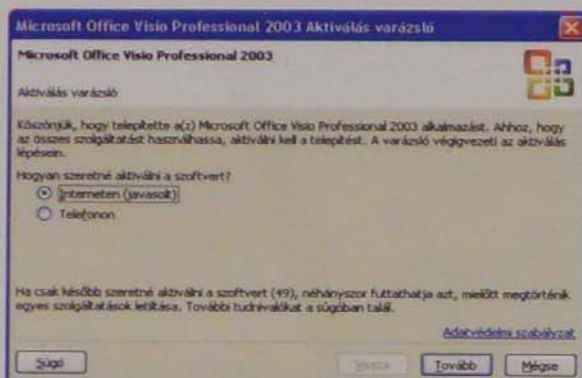 Microsoft Office Visio Professional 2003 Aktiválás varázsló
Microsoft Office Visio Professional 2003
Aktiválás varázsló
Köszönjük, hogy telepítette a(z) Microsoft Office Visio Professional 2003 alkalmazást. Ahhoz, hogy
az összes szolgáltatást használhassa, aktiválni kell a telepítést. A varázsló végigvezeti az aktiválás
lépésein.
Hogyan szeretné aktiválni a szoftvert?
Interneten (javasolt)
Telefonon
Ha csak később szeretné aktiválni a szoftvert (49), néhányszor futtathatja azt, mielőtt megtörténik
egyes szolgáltatások letiltása. További tudnivalókat a súgóban talál.
Adatvédelmi szabályzat
Súgó Vissza Tovább Mégse